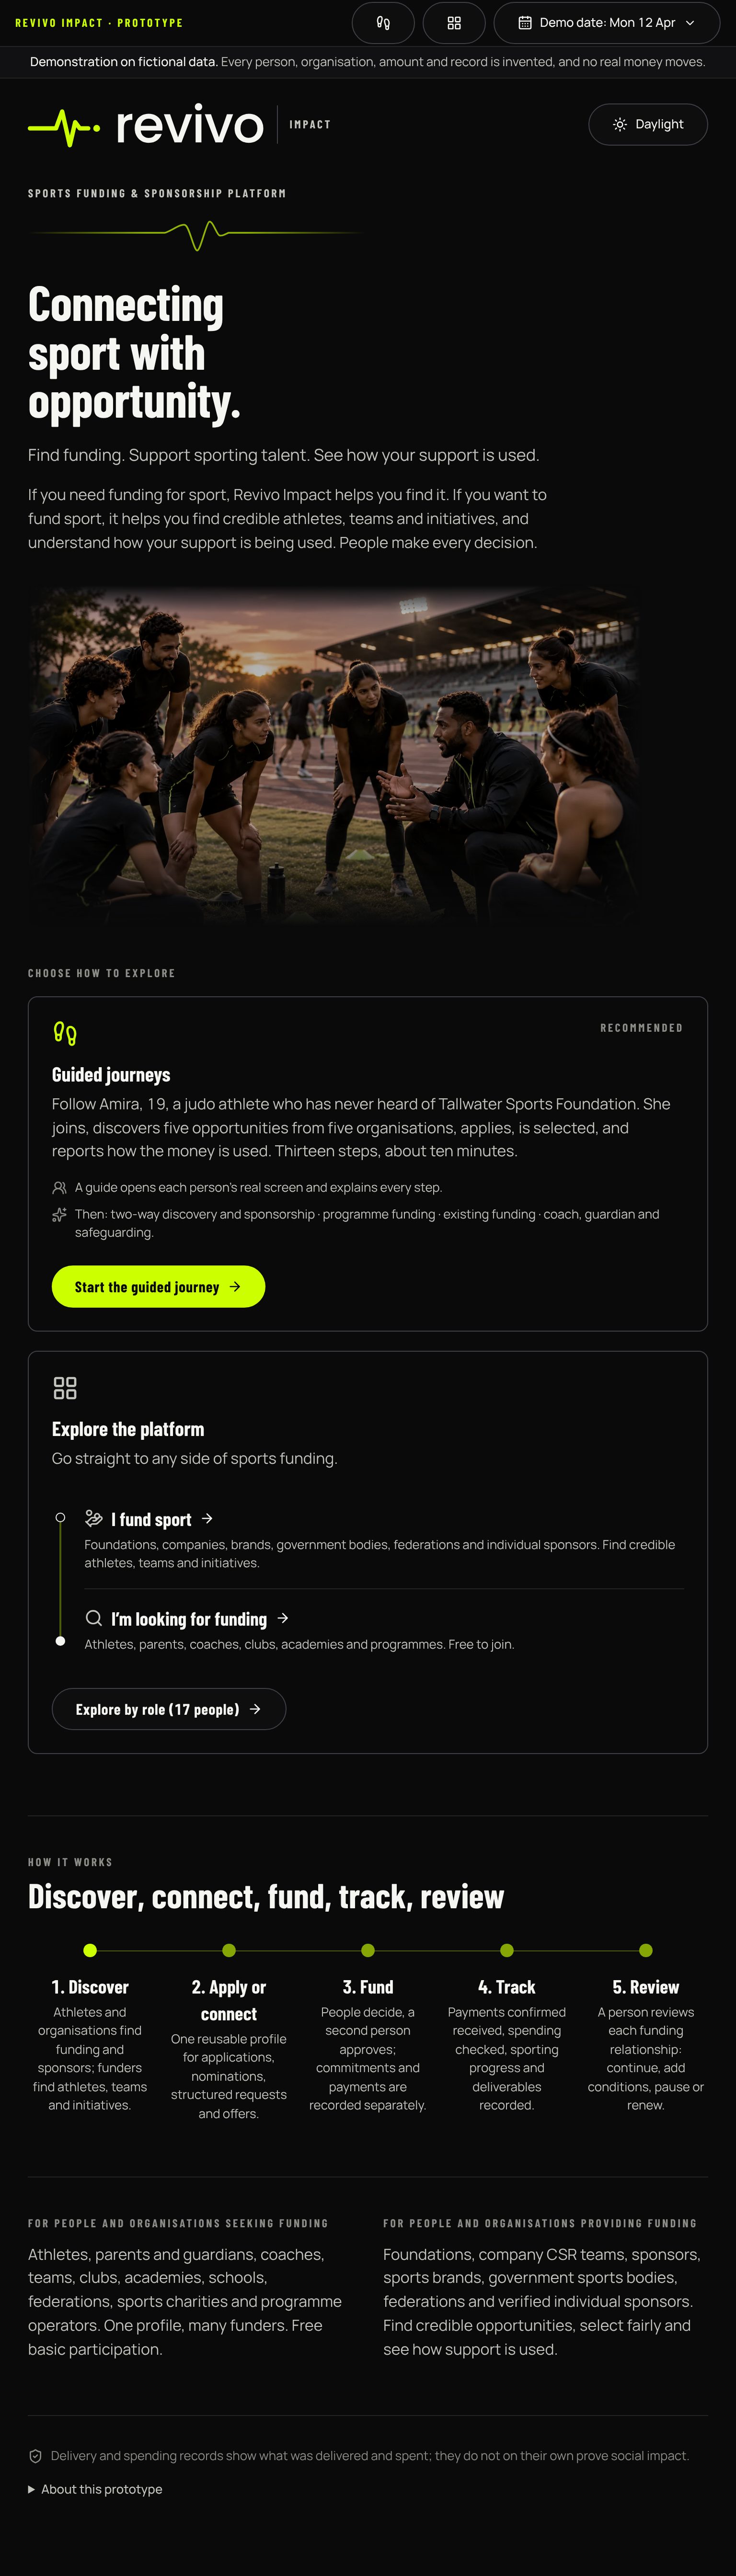 REVIVO IMPACT · PROTOTYPE
Demo date: Mon 12 Apr
Demonstration on fictional data. Every person, organisation, amount and record is invented, and no real money moves.
revivo
IMPACT
Daylight
SPORTS FUNDING & SPONSORSHIP PLATFORM
Connecting
sport with
opportunity.
Find funding. Support sporting talent. See how your support is used.
If you need funding for sport, Revivo Impact helps you find it. If you want to
fund sport, it helps you find credible athletes, teams and initiatives, and
understand how your support is being used. People make every decision.
CHOOSE HOW TO EXPLORE
RECOMMENDED
Guided journeys
Follow Amira, 19, a judo athlete who has never heard of Tallwater Sports Foundation. She
joins, discovers five opportunities from five organisations, applies, is selected, and
reports how the money is used. Thirteen steps, about ten minutes.
A guide opens each person's real screen and explains every step.
Then: two-way discovery and sponsorship · programme funding · existing funding · coach, guardian and
safeguarding.
Start the guided journey
Explore the platform
Go straight to any side of sports funding.
I fund sport
Foundations, companies, brands, government bodies, federations and individual sponsors. Find credible
athletes, teams and initiatives.
I'm looking for funding
Athletes, parents, coaches, clubs, academies and programmes. Free to join.
Explore by role (17 people)
HOW IT WORKS
Discover, connect, fund, track, review
1. Discover
Athletes and
organisations find
funding and
sponsors; funders
find athletes, teams
and initiatives.
2. Apply or
connect
One reusable profile
for applications,
nominations,
structured requests
and offers.
3. Fund
People decide, a
second person
approves;
commitments and
payments are
recorded separately.
4. Track
Payments confirmed
received, spending
checked, sporting
progress and
deliverables
recorded.
5. Review
A person reviews
each funding
relationship:
continue, add
conditions, pause or
renew.
FOR PEOPLE AND ORGANISATIONS SEEKING FUNDING
Athletes, parents and guardians, coaches,
teams, clubs, academies, schools,
federations, sports charities and programme
operators. One profile, many funders. Free
basic participation.
FOR PEOPLE AND ORGANISATIONS PROVIDING FUNDING
Foundations, company CSR teams, sponsors,
sports brands, government sports bodies,
federations and verified individual sponsors.
Find credible opportunities, select fairly and
see how support is used.
Delivery and spending records show what was delivered and spent; they do not on their own prove social impact.
About this prototype